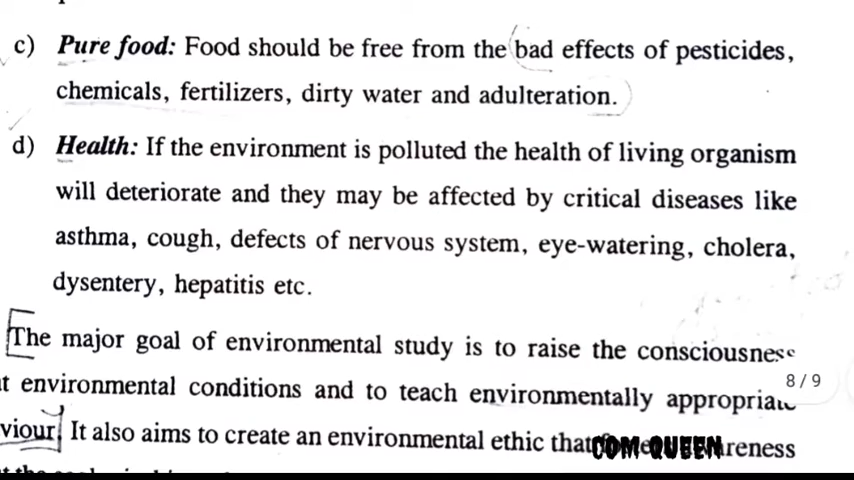 c) Pure food: Food should be free from the bad effects of pesticides,
chemicals, fertilizers, dirty water and adulteration.
d) Health: If the environment is polluted the health of living organism
will deteriorate and they may be affected by critical diseases like
asthma, cough, defects of nervous system, eye-watering, cholera,
dysentery, hepatitis etc.
The major goal of environmental study is to raise the
8/9
environmental conditions and to teach environmentally
It also aims to create an environmental ethic that
COM QUEEN